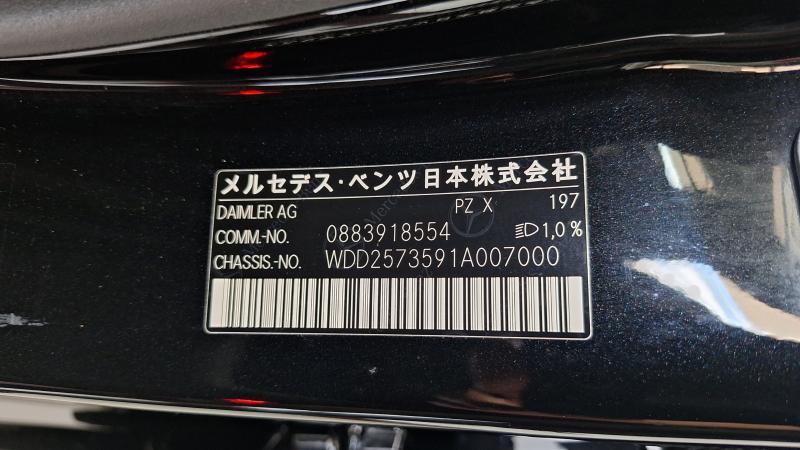 メルセデス・ベンツ日本株式会社
DAIMLER AG PZ X 197
COMM.-NO. 0883918554 1,0 %
CHASSIS.-NO. WDD2573591A007000